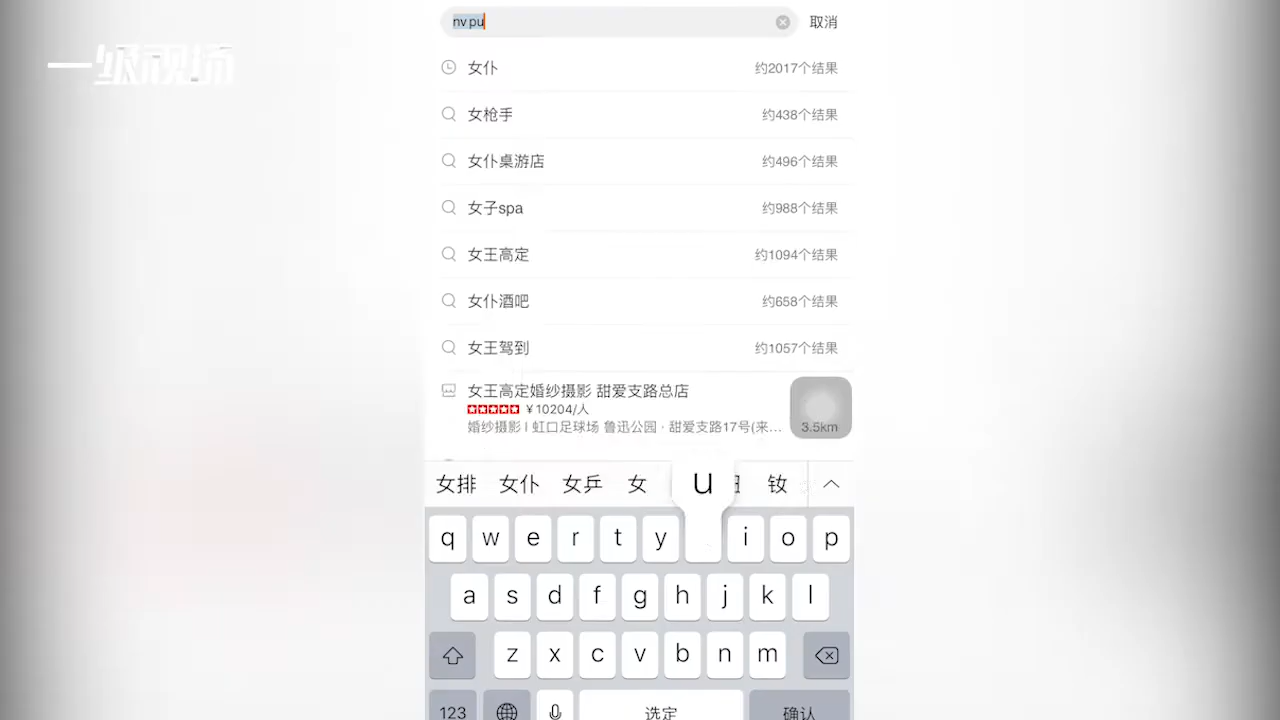 nv pu
取消
一级视场
女仆 约2017个结果
女枪手 约438个结果
女仆桌游店 约496个结果
女子spa 约988个结果
女王高定 约1094个结果
女仆酒吧 约658个结果
女王驾到 约1057个结果
女王高定婚纱摄影 甜爱支路总店
¥10204/人
婚纱摄影 | 虹口足球场 鲁迅公园 · 甜爱支路17号(来... 3.5km
女排 女仆 女乒 女 u 钕
q w e r t y i o p
a s d f g h j k l
z x c v b n m
123 选定 确认